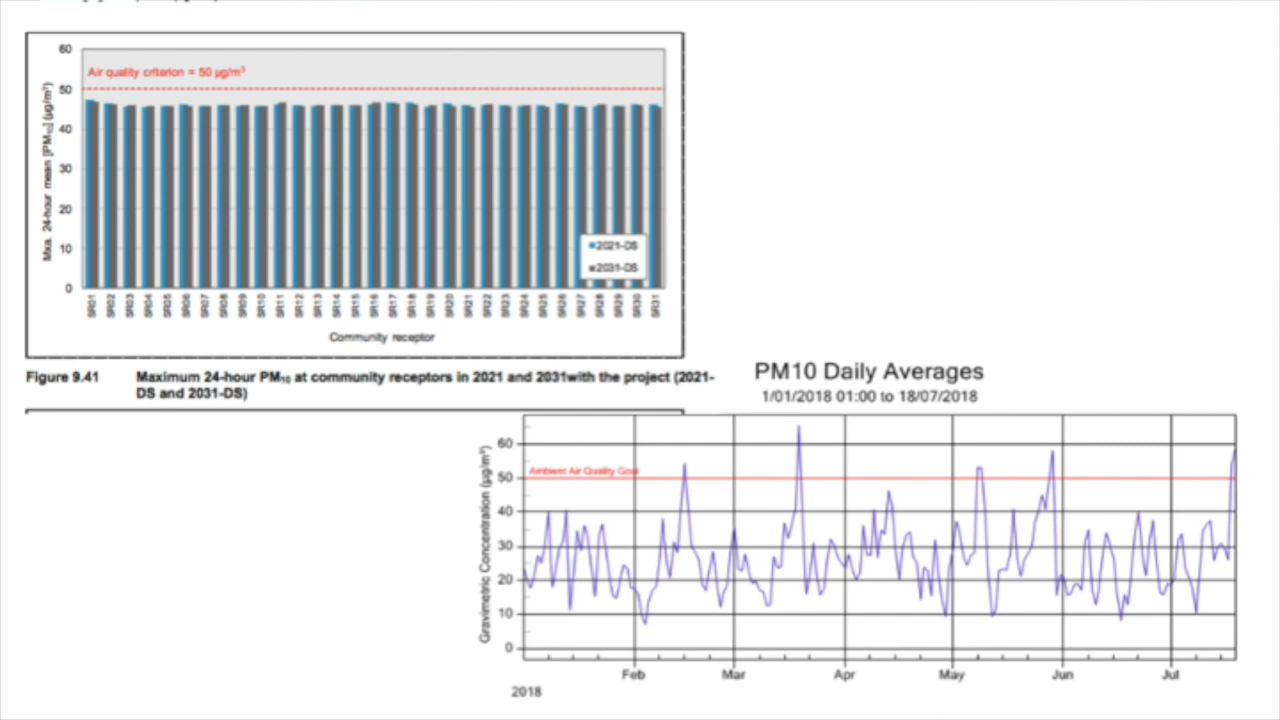 60
Air quality criterion = 50 µg/m³
50
40
30
20
10
0
Mxa. 24-hour mean [PM₁₀] (µg/m³)
2021-DS
2031-DS
SR01 SR02 SR03 SR04 SR05 SR06 SR07 SR08 SR09 SR10 SR11 SR12 SR13 SR14 SR15 SR16 SR17 SR18 SR19 SR20 SR21 SR22 SR23 SR24 SR25 SR26 SR27 SR28 SR29 SR30 SR31
Community receptor
Figure 9.41 Maximum 24-hour PM₁₀ at community receptors in 2021 and 2031with the project (2021-
DS and 2031-DS)
PM10 Daily Averages
1/01/2018 01:00 to 18/07/2018
Gravimetric Concentration (µg/m³)
60
Ambient Air Quality Goal
50
40
30
20
10
0
Feb Mar Apr May Jun Jul
2018